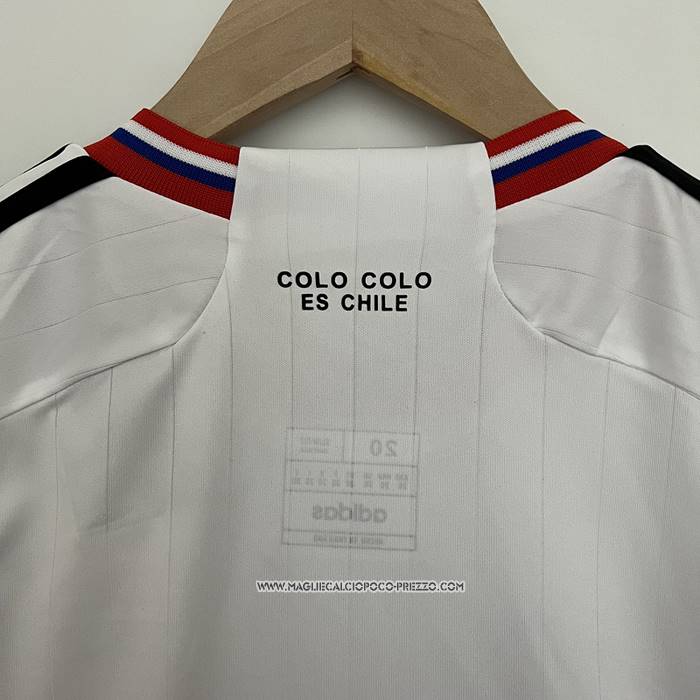 COLO COLO
ES CHILE
20
adidas
WWW.MAGLIECALCIOPOCO-PREZZO.COM